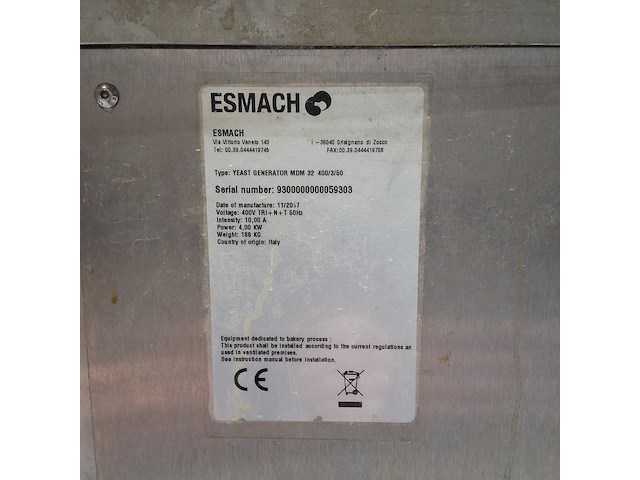 ESMACH
ESMACH
Via Vittorio Veneto 143 I -36040 Grisignano di Zocco
Tel: 00.39.0444419745 FAX:00.39.0444419706
Type: YEAST GENERATOR MDM 32 400/3/50
Serial number: 9300000000059303
Date of manufacture: 11/2017
Voltage: 400V TRI+N+T 50Hz
Intensity: 10,00 A
Power: 4,00 KW
Weight: 186 KG
Country of origin: Italy
Equipment dedicated to bakery process :
This product shall be installed according to the current regulations an
used in ventilated premises.
See instruction manual before installation.
CE